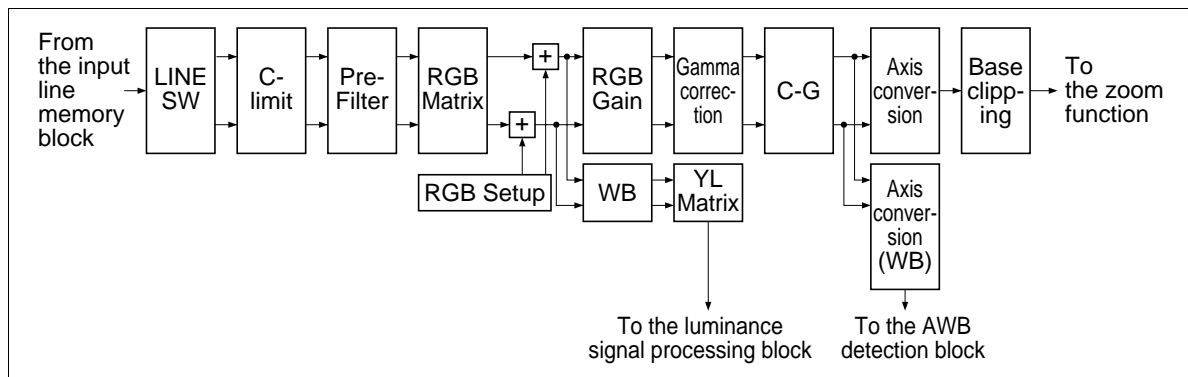 From
the input
line
memory
block
LINE
SW
C-
limit
Pre-
Filter
RGB
Matrix
+
+
RGB Setup
RGB
Gain
WB
Gamma
correc-
tion
YL
Matrix
C-G
Axis
conver-
sion
Axis
conver-
sion
(WB)
Base
clipp-
ing
To
the zoom
function
To the luminance
signal processing block
To the AWB
detection block